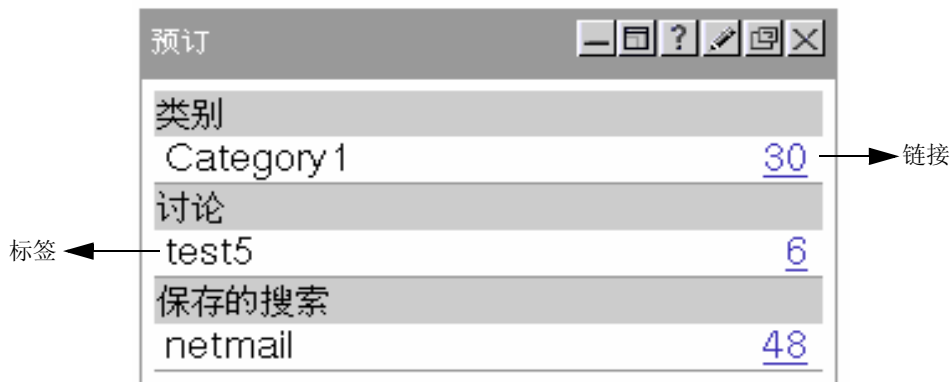 预订
类别
Category1 30
链接
讨论
标签
test5 6
保存的搜索
netmail 48